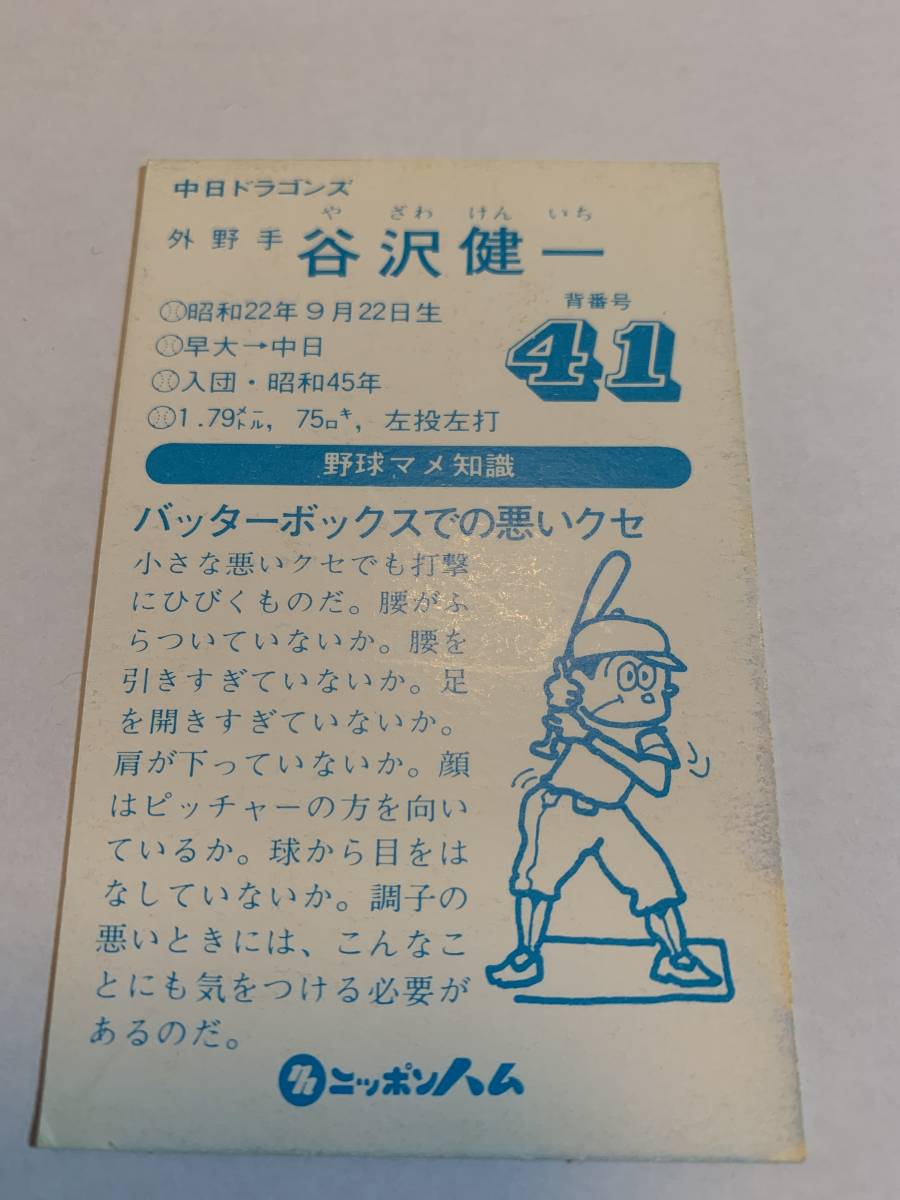 中日ドラゴンズ
や ざわ けん いち
外野手 谷沢健一
背番号
41
昭和22年9月22日生
早大→中日
入団・昭和45年
1.79メートル, 75キロ, 左投左打
野球マメ知識
バッターボックスでの悪いクセ
小さな悪いクセでも打撃
にひびくものだ。腰がふ
らついていないか。腰を
引きすぎていないか。足
を開きすぎていないか。
肩が下っていないか。顔
はピッチャーの方を向い
ているか。球から目をは
なしていないか。調子の
悪いときには、こんなこ
とにも気をつける必要が
あるのだ。
ニッポンハム